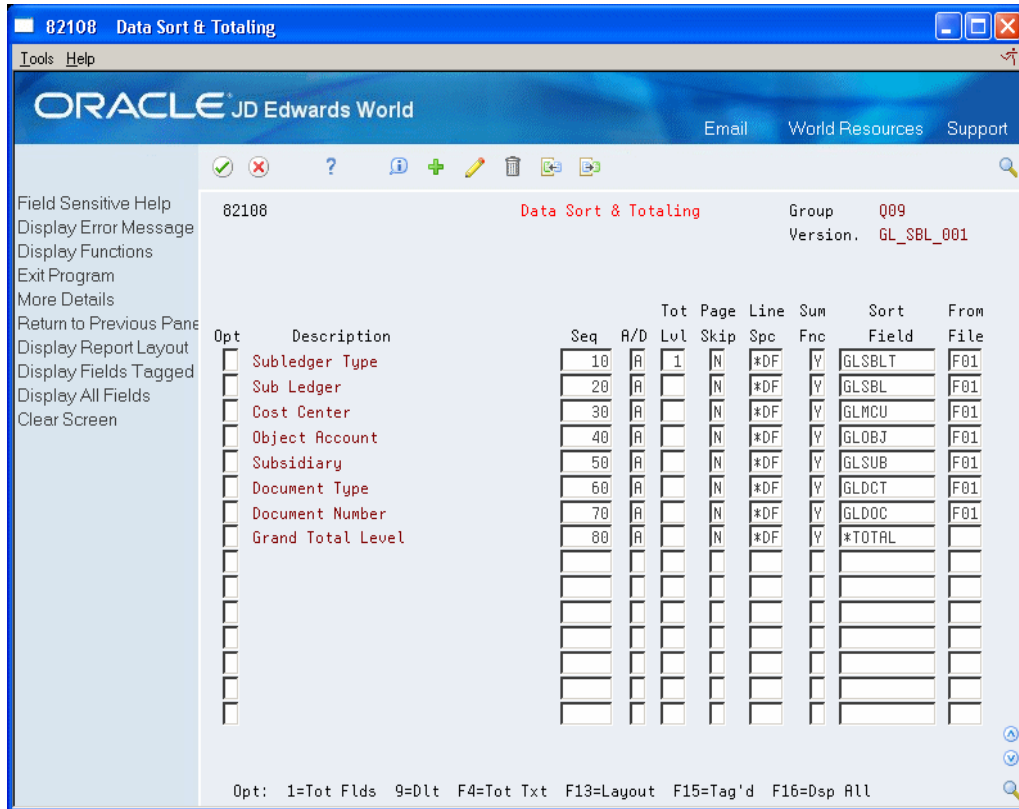 82108 Data Sort & Totaling
Tools Help
ORACLE JD Edwards World
Email World Resources Support
?
Field Sensitive Help
Display Error Message
Display Functions
Exit Program
More Details
Return to Previous Pane
Display Report Layout
Display Fields Tagged
Display All Fields
Clear Screen
82108 Data Sort & Totaling Group Q09
Version. GL_SBL_001
Tot Page Line Sum Sort From
Opt Description Seq A/D Lvl Skip Spc Fnc Field File
Subledger Type 10 A 1 N *DF Y GLSBLT F01
Sub Ledger 20 A N *DF Y GLSBL F01
Cost Center 30 A N *DF Y GLMCU F01
Object Account 40 A N *DF Y GLOBJ F01
Subsidiary 50 A N *DF Y GLSUB F01
Document Type 60 A N *DF Y GLDCT F01
Document Number 70 A N *DF Y GLDOC F01
Grand Total Level 80 A N *DF Y *TOTAL
Opt: 1=Tot Flds 9=Dlt F4=Tot Txt F13=Layout F15=Tag'd F16=Dsp All